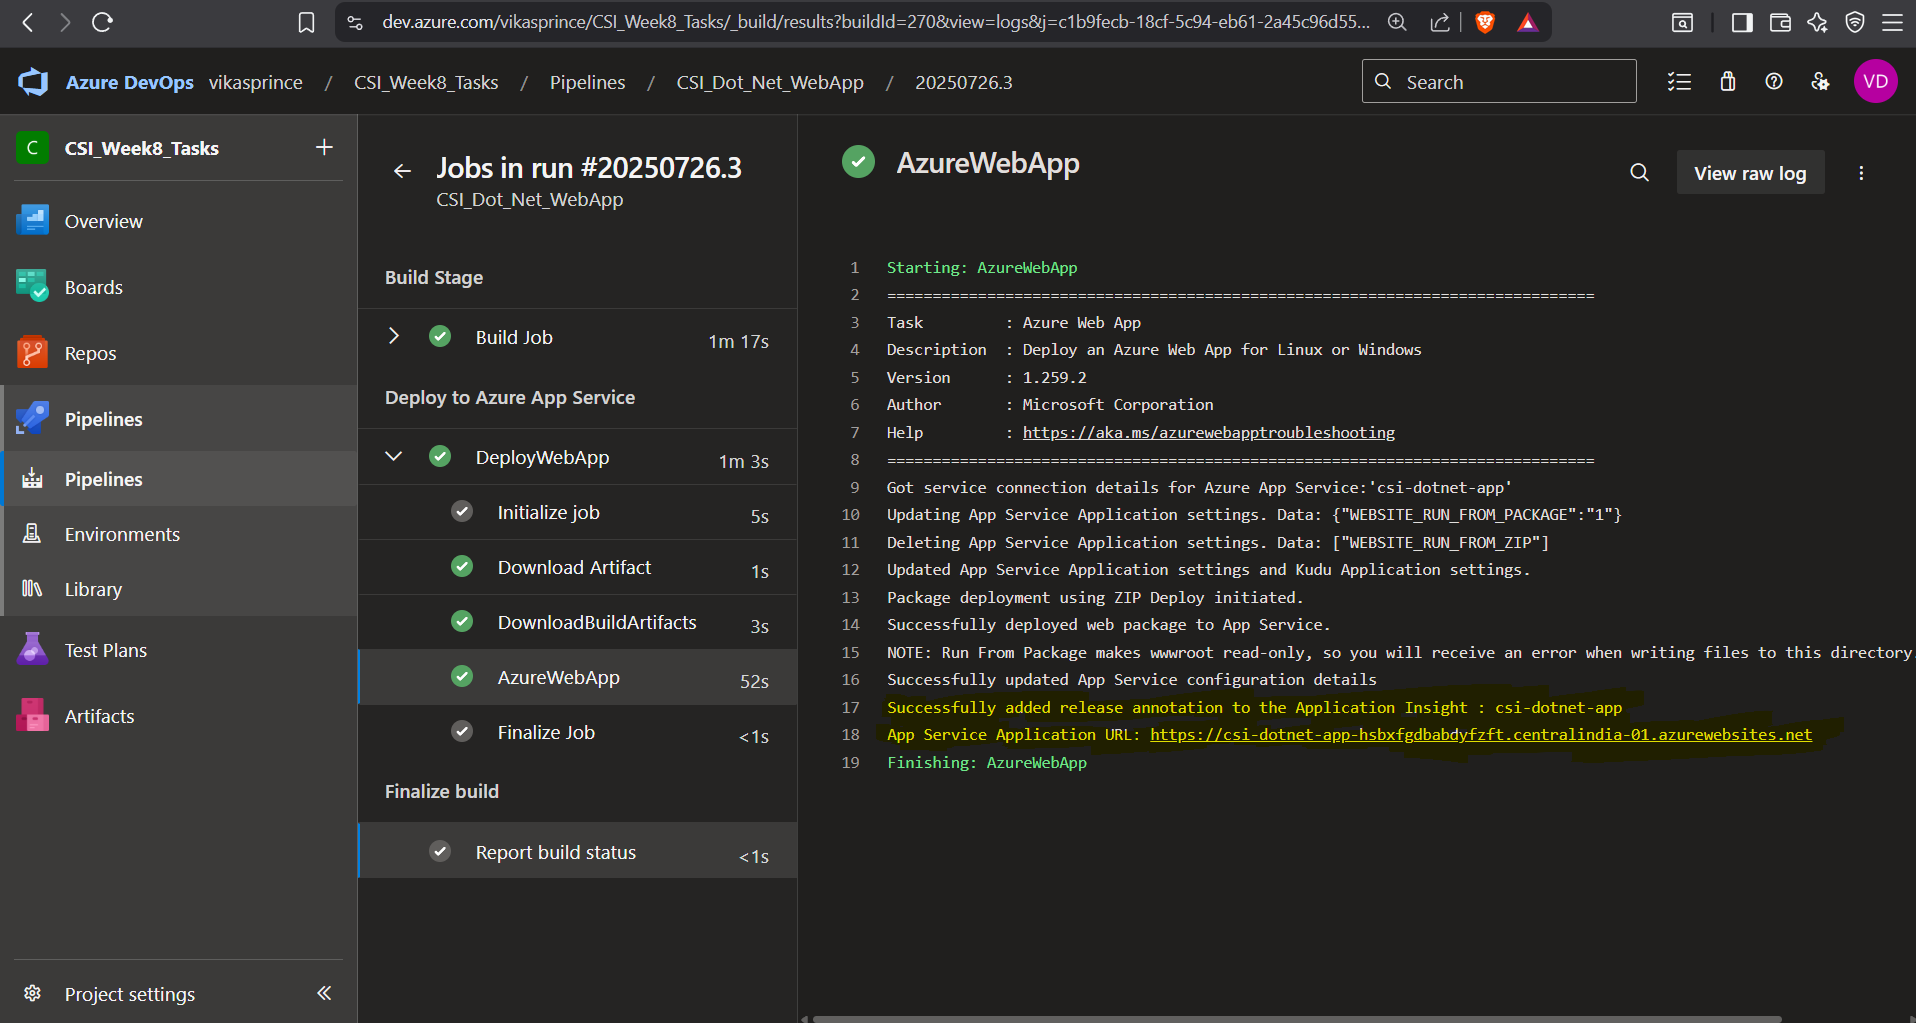 dev.azure.com/vikasprince/CSI_Week8_Tasks/_build/results?buildId=270&view=logs&j=c1b9fecb-18cf-5c94-eb61-2a45c96d55...
Azure DevOps vikasprince / CSI_Week8_Tasks / Pipelines / CSI_Dot_Net_WebApp / 20250726.3
Search
VD
C CSI_Week8_Tasks
Overview
Boards
Repos
Pipelines
Pipelines
Environments
Library
Test Plans
Artifacts
Project settings
Jobs in run #20250726.3
CSI_Dot_Net_WebApp
Build Stage
Build Job 1m 17s
Deploy to Azure App Service
DeployWebApp 1m 3s
Initialize job 5s
Download Artifact 1s
DownloadBuildArtifacts 3s
AzureWebApp 52s
Finalize Job <1s
Finalize build
Report build status <1s
AzureWebApp
View raw log
1 Starting: AzureWebApp
2 ==============================================================================
3 Task : Azure Web App
4 Description : Deploy an Azure Web App for Linux or Windows
5 Version : 1.259.2
6 Author : Microsoft Corporation
7 Help : https://aka.ms/azurewebapptroubleshooting
8 ==============================================================================
9 Got service connection details for Azure App Service:'csi-dotnet-app'
10 Updating App Service Application settings. Data: {"WEBSITE_RUN_FROM_PACKAGE":"1"}
11 Deleting App Service Application settings. Data: ["WEBSITE_RUN_FROM_ZIP"]
12 Updated App Service Application settings and Kudu Application settings.
13 Package deployment using ZIP Deploy initiated.
14 Successfully deployed web package to App Service.
15 NOTE: Run From Package makes wwwroot read-only, so you will receive an error when writing files to this directory.
16 Successfully updated App Service configuration details
17 Successfully added release annotation to the Application Insight : csi-dotnet-app
18 App Service Application URL: https://csi-dotnet-app-hsbxfgdbabdyfzft.centralindia-01.azurewebsites.net
19 Finishing: AzureWebApp